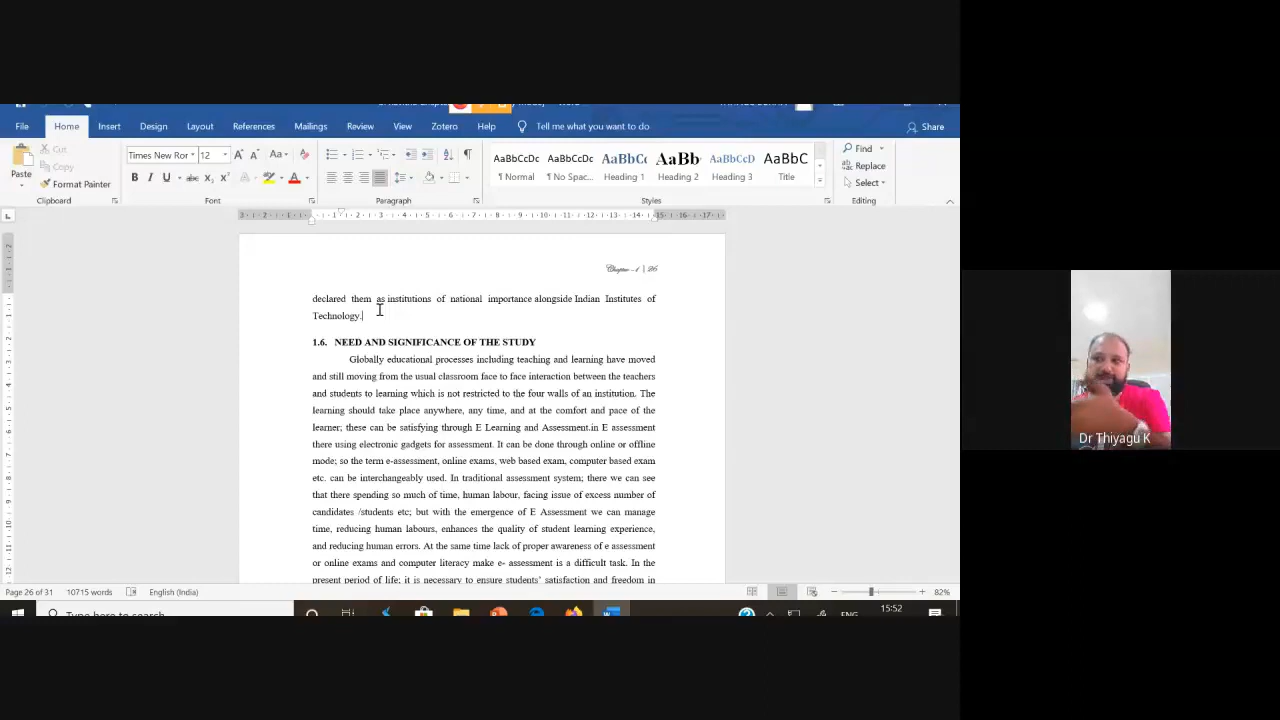 File Home Insert Design Layout References Mailings Review View Zotero Help Tell me what you want to do Share
Paste Cut Copy Format Painter
Times New Ror 12 Aa
B I U abc X₂ X² A
AaBbCcDc AaBbCcDc AaBbCc AaBb AaBbCcD AaBbC
¶ Normal ¶ No Spac... Heading 1 Heading 2 Heading 3 Title
Find
Replace
Select
Clipboard Font Paragraph Styles Editing
Chapter -1 | 26
declared them as institutions of national importance alongside Indian Institutes of
Technology.
1.6. NEED AND SIGNIFICANCE OF THE STUDY
Globally educational processes including teaching and learning have moved
and still moving from the usual classroom face to face interaction between the teachers
and students to learning which is not restricted to the four walls of an institution. The
learning should take place anywhere, any time, and at the comfort and pace of the
learner; these can be satisfying through E Learning and Assessment.in E assessment
there using electronic gadgets for assessment. It can be done through online or offline
mode; so the term e-assessment, online exams, web based exam, computer based exam
etc. can be interchangeably used. In traditional assessment system; there we can see
that there spending so much of time, human labour, facing issue of excess number of
candidates /students etc; but with the emergence of E Assessment we can manage
time, reducing human labours, enhances the quality of student learning experience,
and reducing human errors. At the same time lack of proper awareness of e assessment
or online exams and computer literacy make e- assessment is a difficult task. In the
present period of life; it is necessary to ensure students' satisfaction and freedom in
Page 26 of 31 10715 words English (India) 82%
Type here to search
ENG
15:52
Dr Thiyagu K